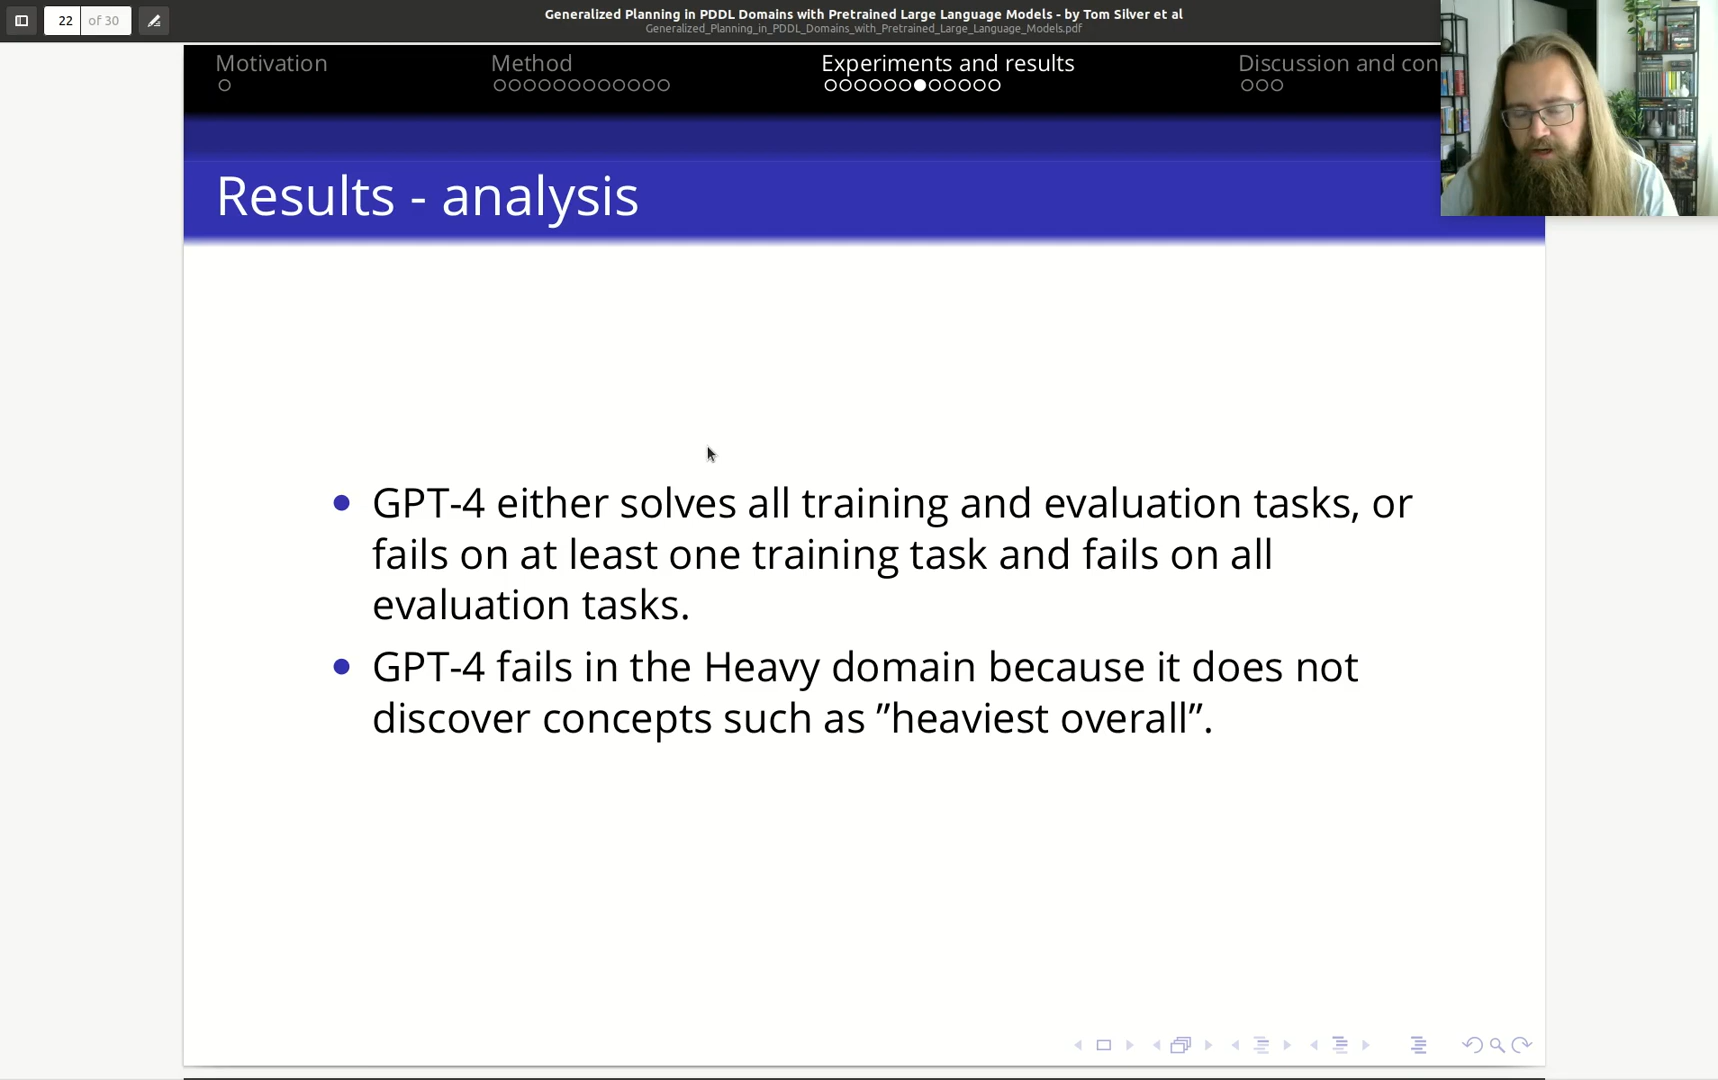 22 of 30
Generalized Planning in PDDL Domains with Pretrained Large Language Models - by Tom Silver et al
Generalized_Planning_in_PDDL_Domains_with_Pretrained_Large_Language_Models.pdf
Motivation Method Experiments and results Discussion and con
Results - analysis
GPT-4 either solves all training and evaluation tasks, or
fails on at least one training task and fails on all
evaluation tasks.
GPT-4 fails in the Heavy domain because it does not
discover concepts such as ”heaviest overall”.